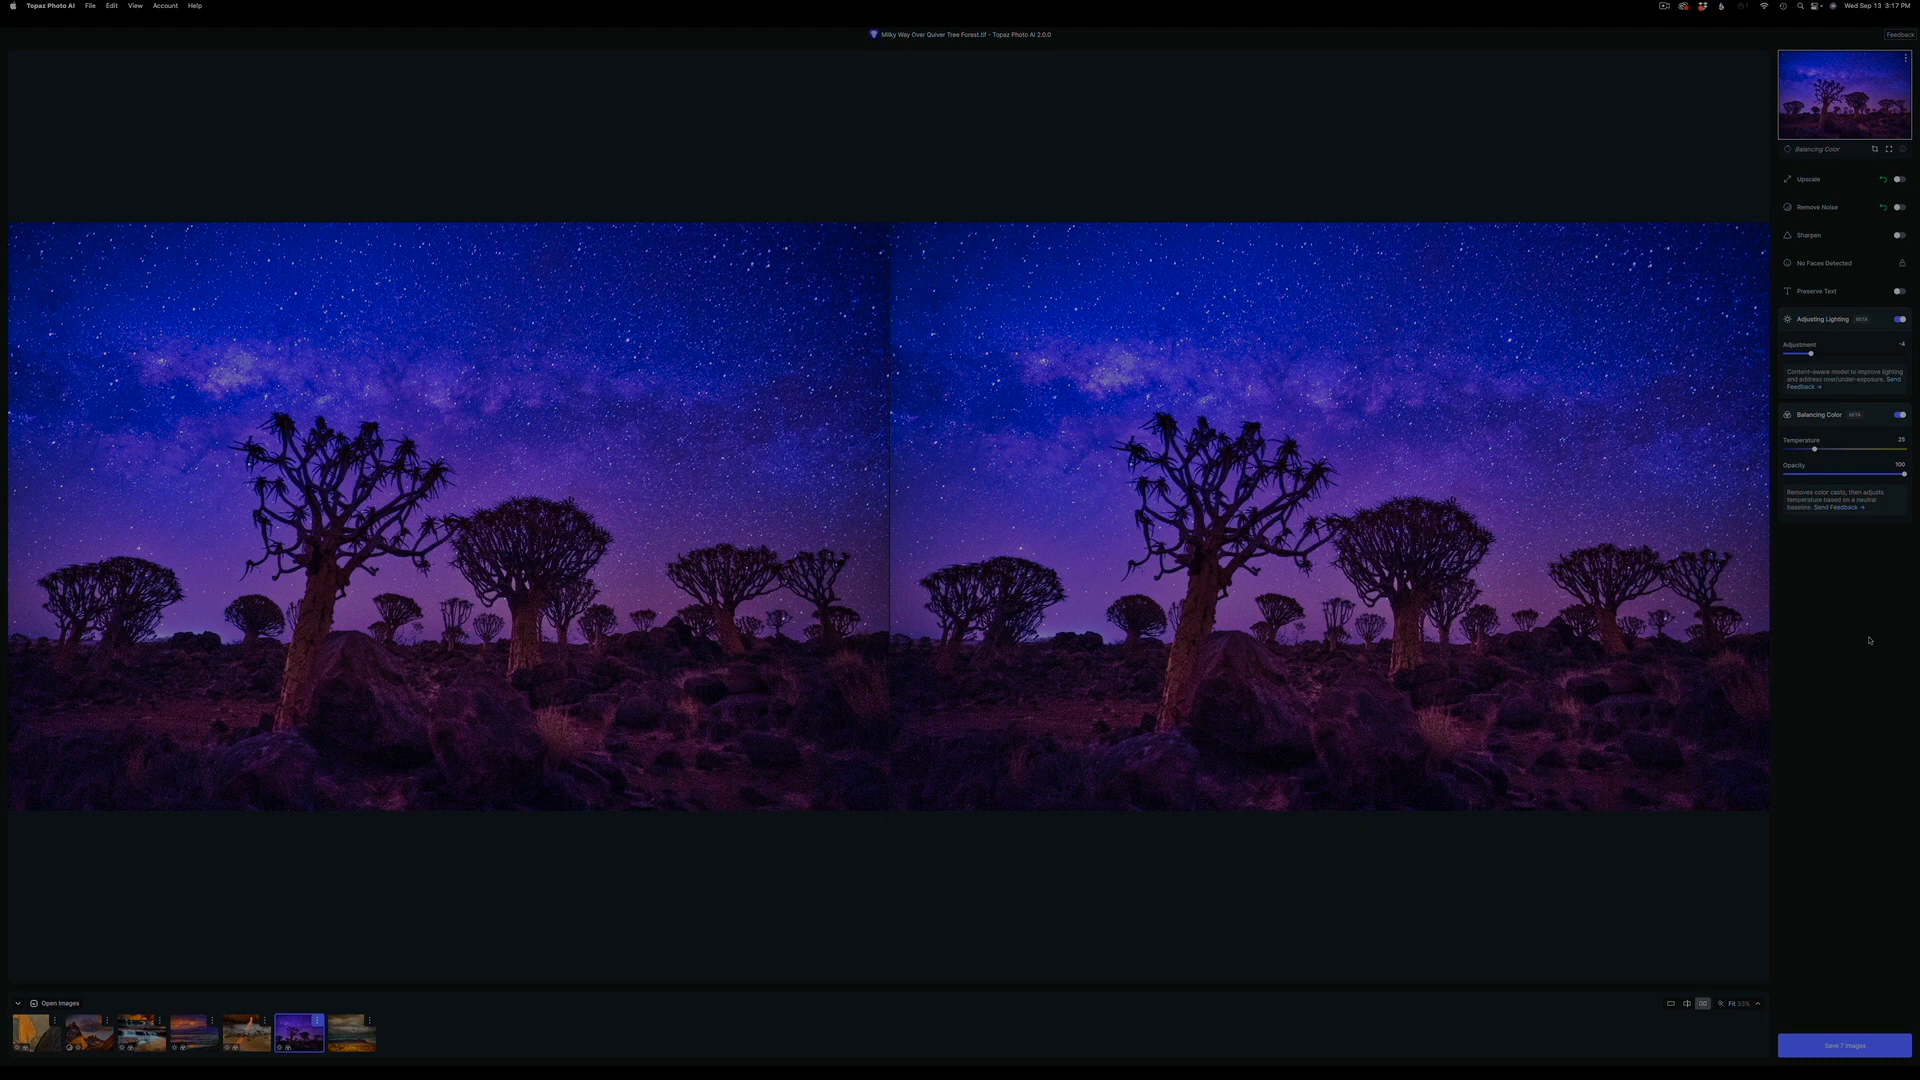 Topaz Photo AI File Edit View Account Help
Wed Sep 13 3:17 PM
Milky Way Over Quiver Tree Forest.tif - Topaz Photo AI 2.0.0
Feedback
Balancing Color
Upscale
Remove Noise
Sharpen
No Faces Detected
Preserve Text
Adjusting Lighting BETA
Adjustment -4
Content-aware model to improve lighting
and address over/under-exposure. Send
Feedback →
Balancing Color BETA
Temperature 25
Opacity 100
Removes color casts, then adjusts
temperature based on a neutral
baseline. Send Feedback →
Open Images
Fit 33%
Save 7 images